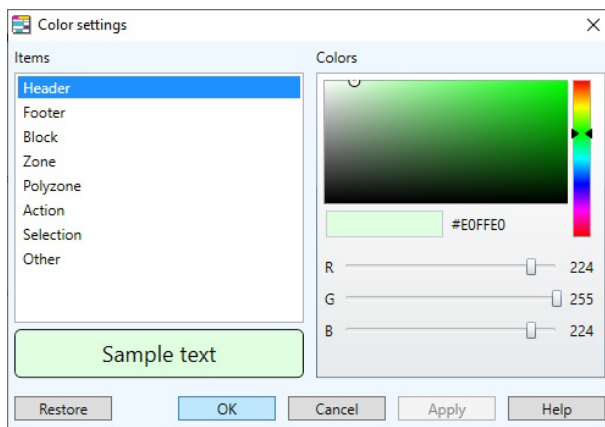 Color settings
Items
Colors
Header
Footer
Block
Zone
Polyzone
Action
Selection
Other
#E0FFE0
R 224
G 255
B 224
Sample text
Restore OK Cancel Apply Help